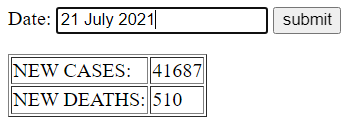 Date: 21 July 2021 submit
NEW CASES: 41687
NEW DEATHS: 510